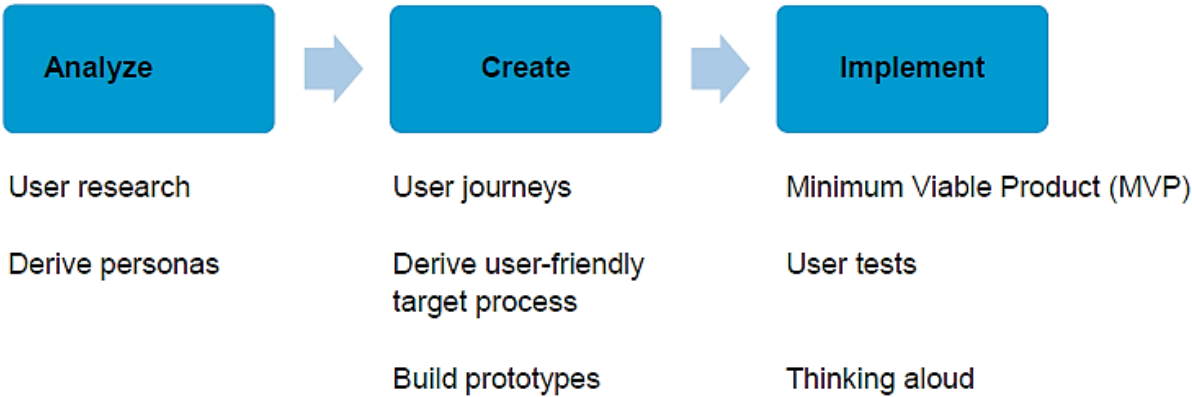 Analyze
Create
Implement
User research
User journeys
Minimum Viable Product (MVP)
Derive personas
Derive user-friendly
target process
User tests
Build prototypes
Thinking aloud